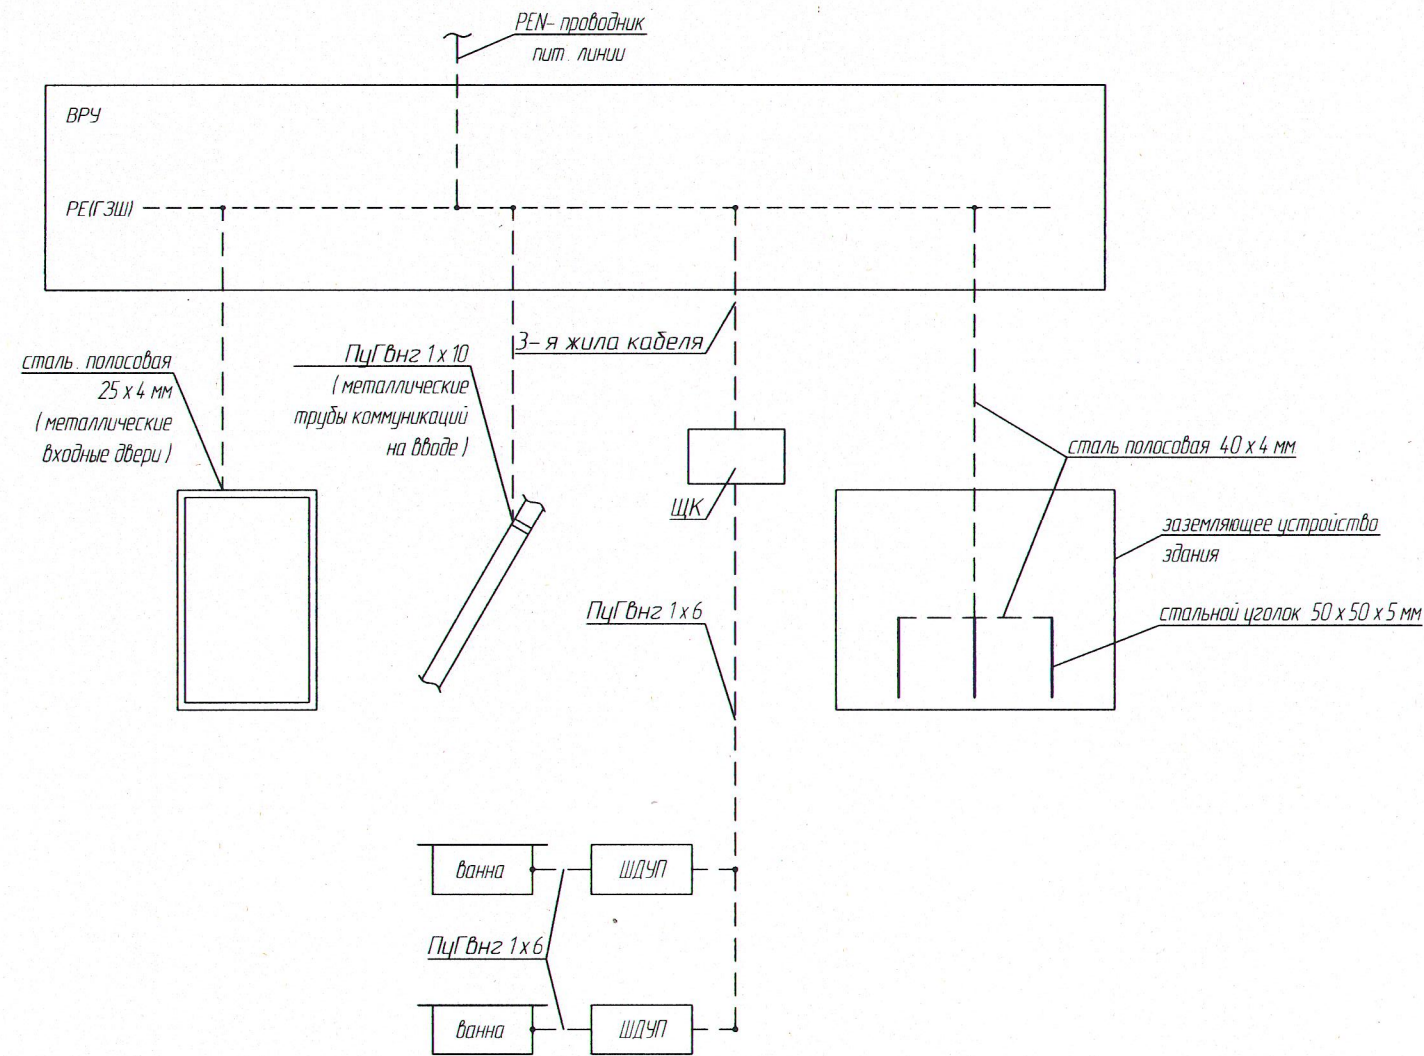 PEN- проводник
пит. линии
ВРУ
PE(ГЗШ)
3- я жила кабеля
сталь. полосовая
25 х 4 мм
( металлические
входные двери )
ПуГВнг 1 х 10
( металлические
трубы коммуникаций
на вводе )
ЩК
сталь полосовая 40 х 4 мм
заземляющее устройство
здания
стальной уголок 50 х 50 х 5 мм
ПуГВнг 1 х 6
ванна
ШДУП
ПуГВнг 1 х 6
ванна
ШДУП